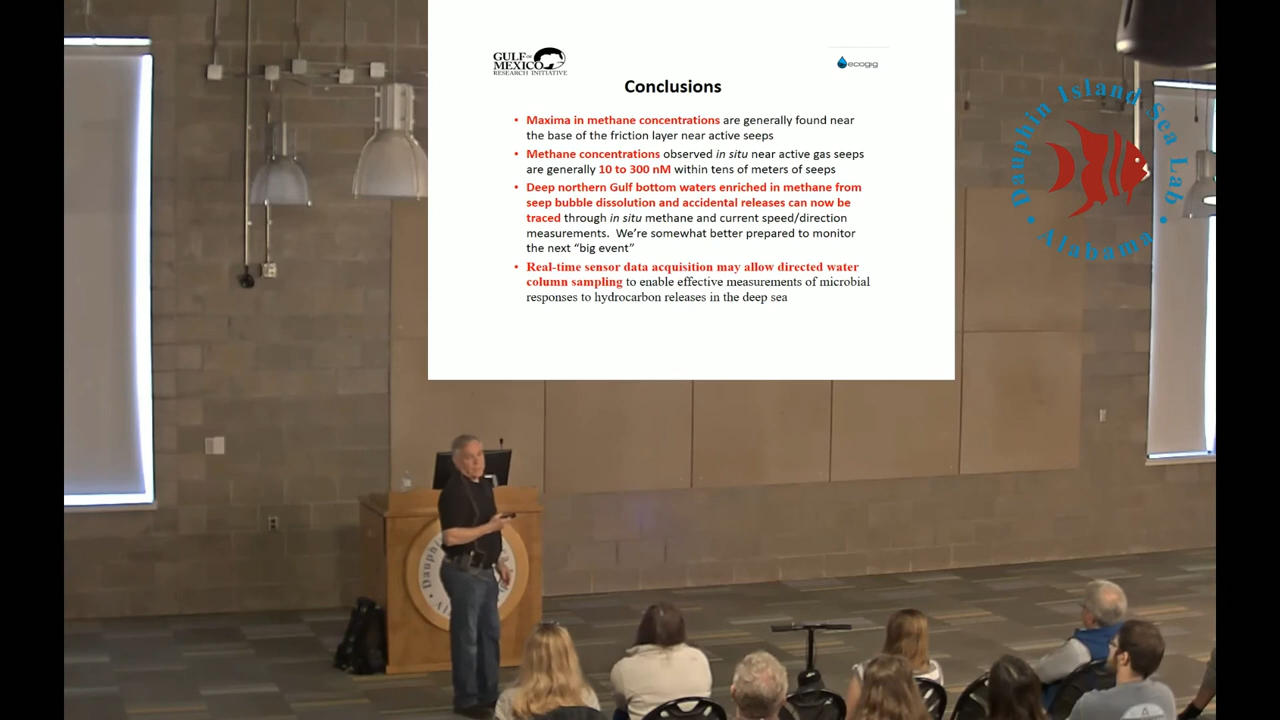 GULF OF
MEXICO
RESEARCH INITIATIVE
ecogig
Conclusions
• Maxima in methane concentrations are generally found near
the base of the friction layer near active seeps
• Methane concentrations observed in situ near active gas seeps
are generally 10 to 300 nM within tens of meters of seeps
• Deep northern Gulf bottom waters enriched in methane from
seep bubble dissolution and accidental releases can now be
traced through in situ methane and current speed/direction
measurements. We're somewhat better prepared to monitor
the next "big event"
• Real-time sensor data acquisition may allow directed water
column sampling to enable effective measurements of microbial
responses to hydrocarbon releases in the deep sea
Dauphin Island Sea Lab
• Alabama •
Dauphin